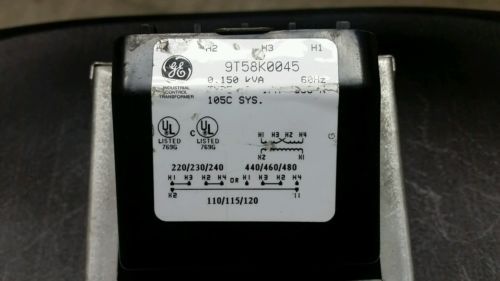 H2 H3 H1
GE
9T58K0045
INDUSTRIAL
CONTROL
TRANSFORMER
0.150 KVA 60Hz
105C SYS.
UL C UL
LISTED LISTED
769G 769G
G
H1 H3 H2 H4
X2 X1
220/230/240 440/460/480
H1 H3 H2 H4 OR H1 H3 H2 H4
X2
110/115/120